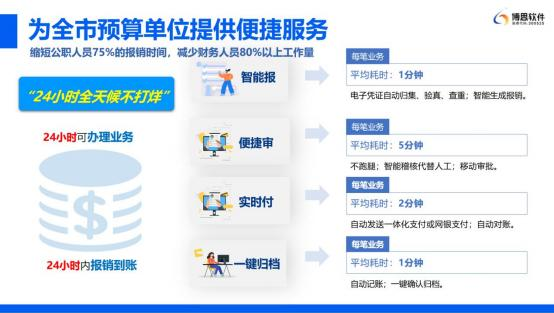 为全市预算单位提供便捷服务
博思软件
股票代码:300525
缩短公职人员75%的报销时间，减少财务人员80%以上工作量
“24小时全天候不打烊”
24小时可办理业务
24小时内报销到账
智能报
每笔业务
平均耗时：1分钟
电子凭证自动归集、验真、查重；智能生成报销。
便捷审
每笔业务
平均耗时：5分钟
不跑腿；智能稽核代替人工；移动审批。
实时付
每笔业务
平均耗时：2分钟
自动发送一体化支付或网银支付；自动对账。
一键归档
每笔业务
平均耗时：1分钟
自动记账；一键确认归档。